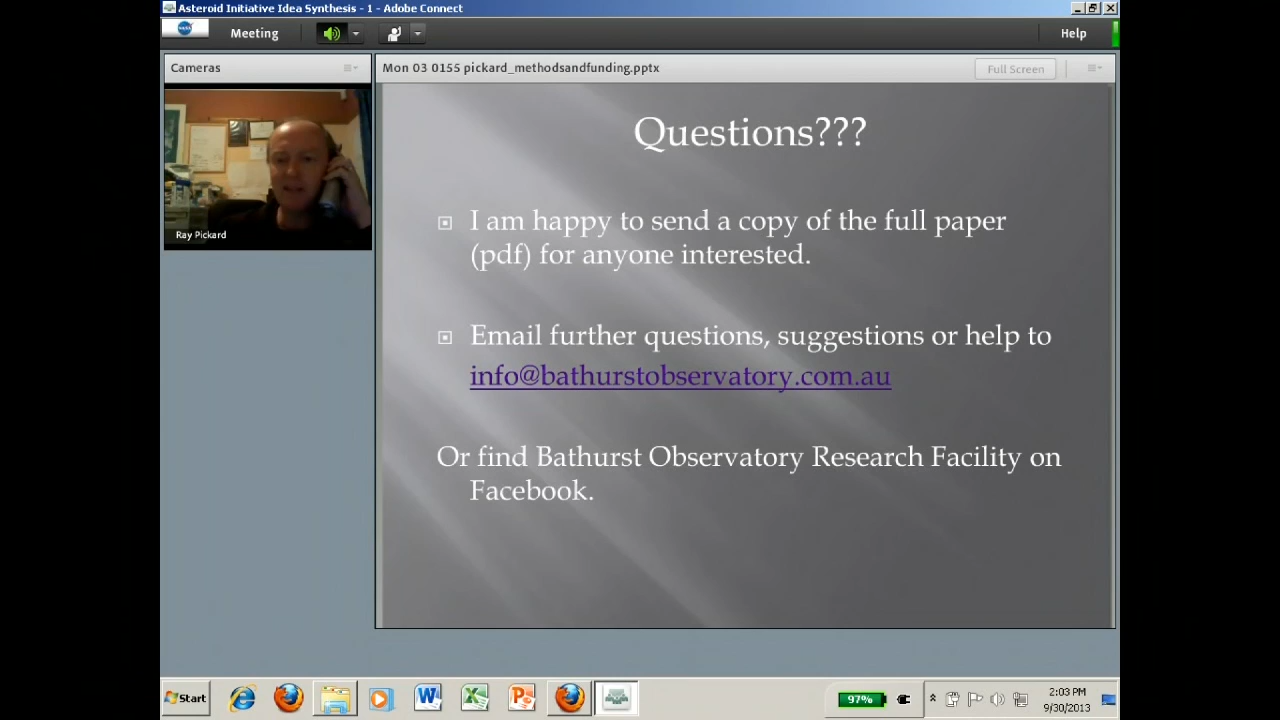 Asteroid Initiative Idea Synthesis - 1 - Adobe Connect
NASA
Meeting
Help
Cameras
Mon 03 0155 pickard_methodsandfunding.pptx
Full Screen
Ray Pickard
Questions???
I am happy to send a copy of the full paper
(pdf) for anyone interested.
Email further questions, suggestions or help to
info@bathurstobservatory.com.au
Or find Bathurst Observatory Research Facility on
Facebook.
Start
97%
2:03 PM
9/30/2013